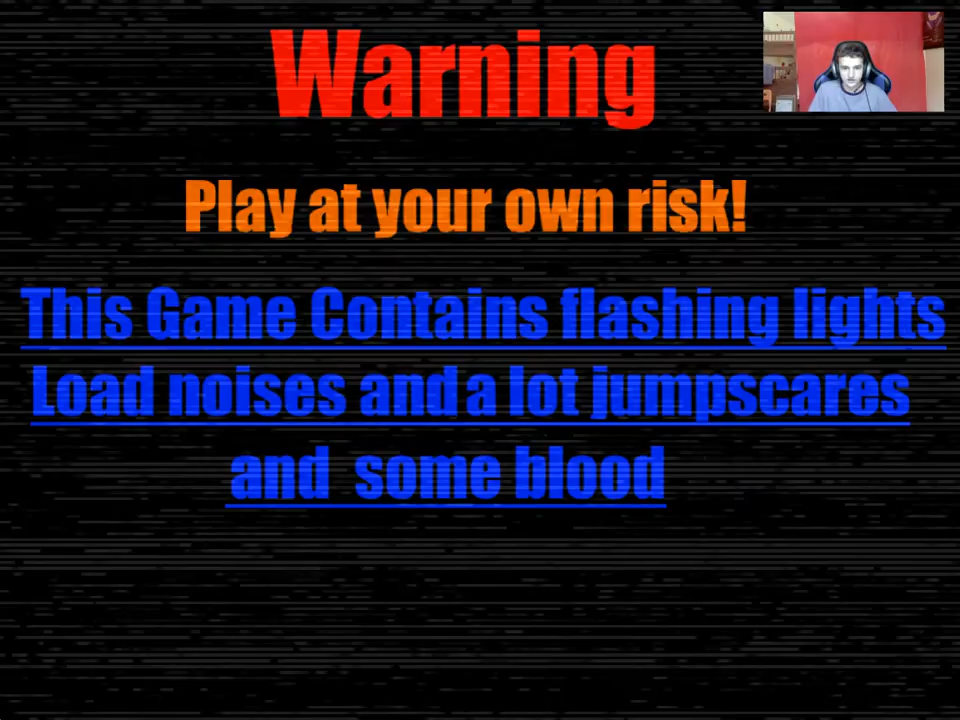 Warning
Play at your own risk!
This Game Contains flashing lights
Load noises and a lot jumpscares
and some blood